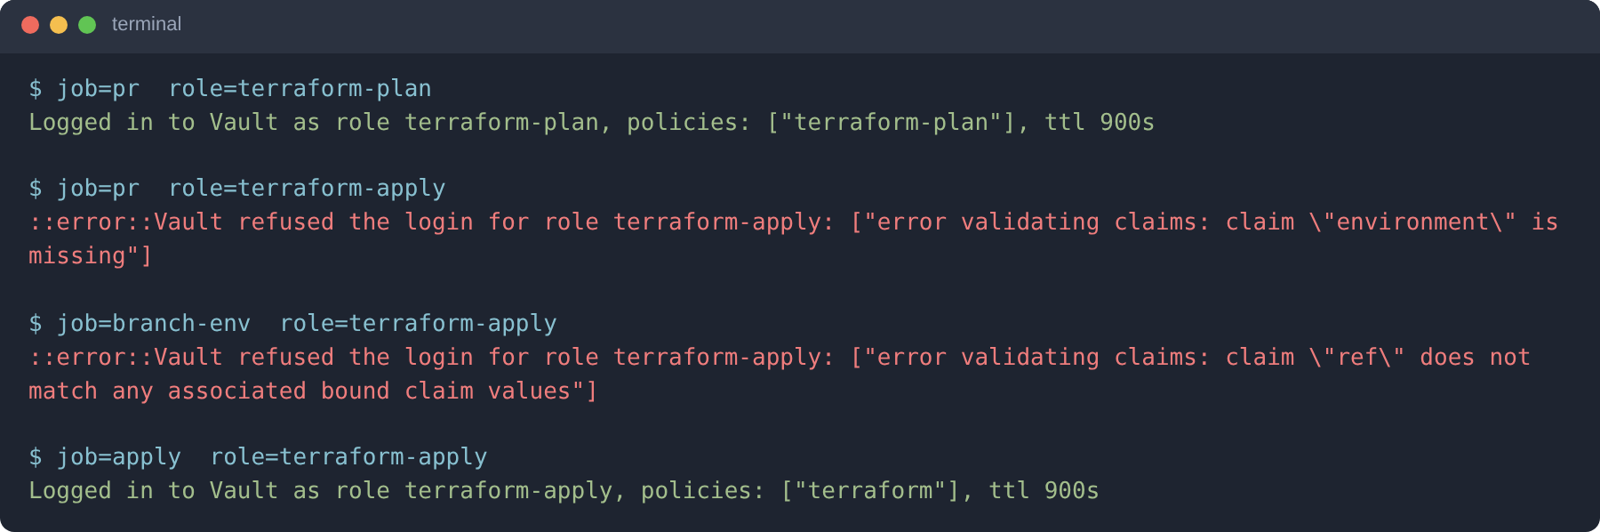 terminal
$ job=pr  role=terraform-plan
Logged in to Vault as role terraform-plan, policies: ["terraform-plan"], ttl 900s
$ job=pr  role=terraform-apply
::error::Vault refused the login for role terraform-apply: ["error validating claims: claim \"environment\" is
missing"]
$ job=branch-env  role=terraform-apply
::error::Vault refused the login for role terraform-apply: ["error validating claims: claim \"ref\" does not
match any associated bound claim values"]
$ job=apply  role=terraform-apply
Logged in to Vault as role terraform-apply, policies: ["terraform"], ttl 900s